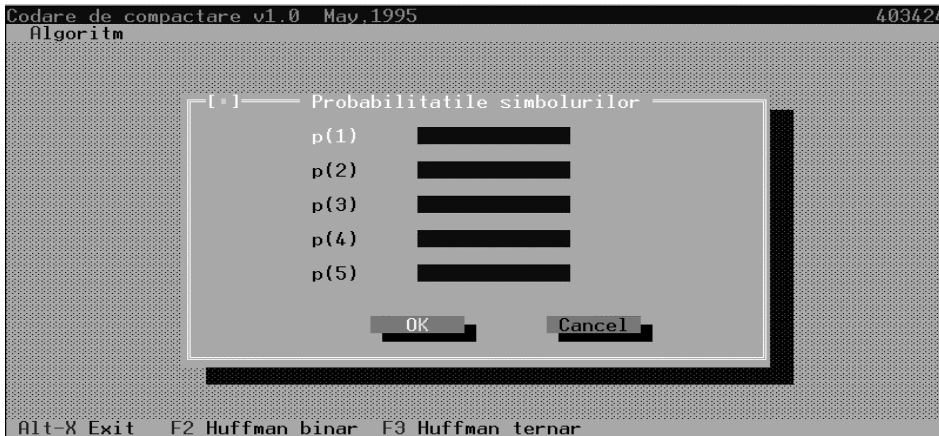 Codare de compactare v1.0 May,1995 403424
Algoritm
[▪] Probabilitatile simbolurilor
p(1)
p(2)
p(3)
p(4)
p(5)
OK Cancel
Alt-X Exit F2 Huffman binar F3 Huffman ternar